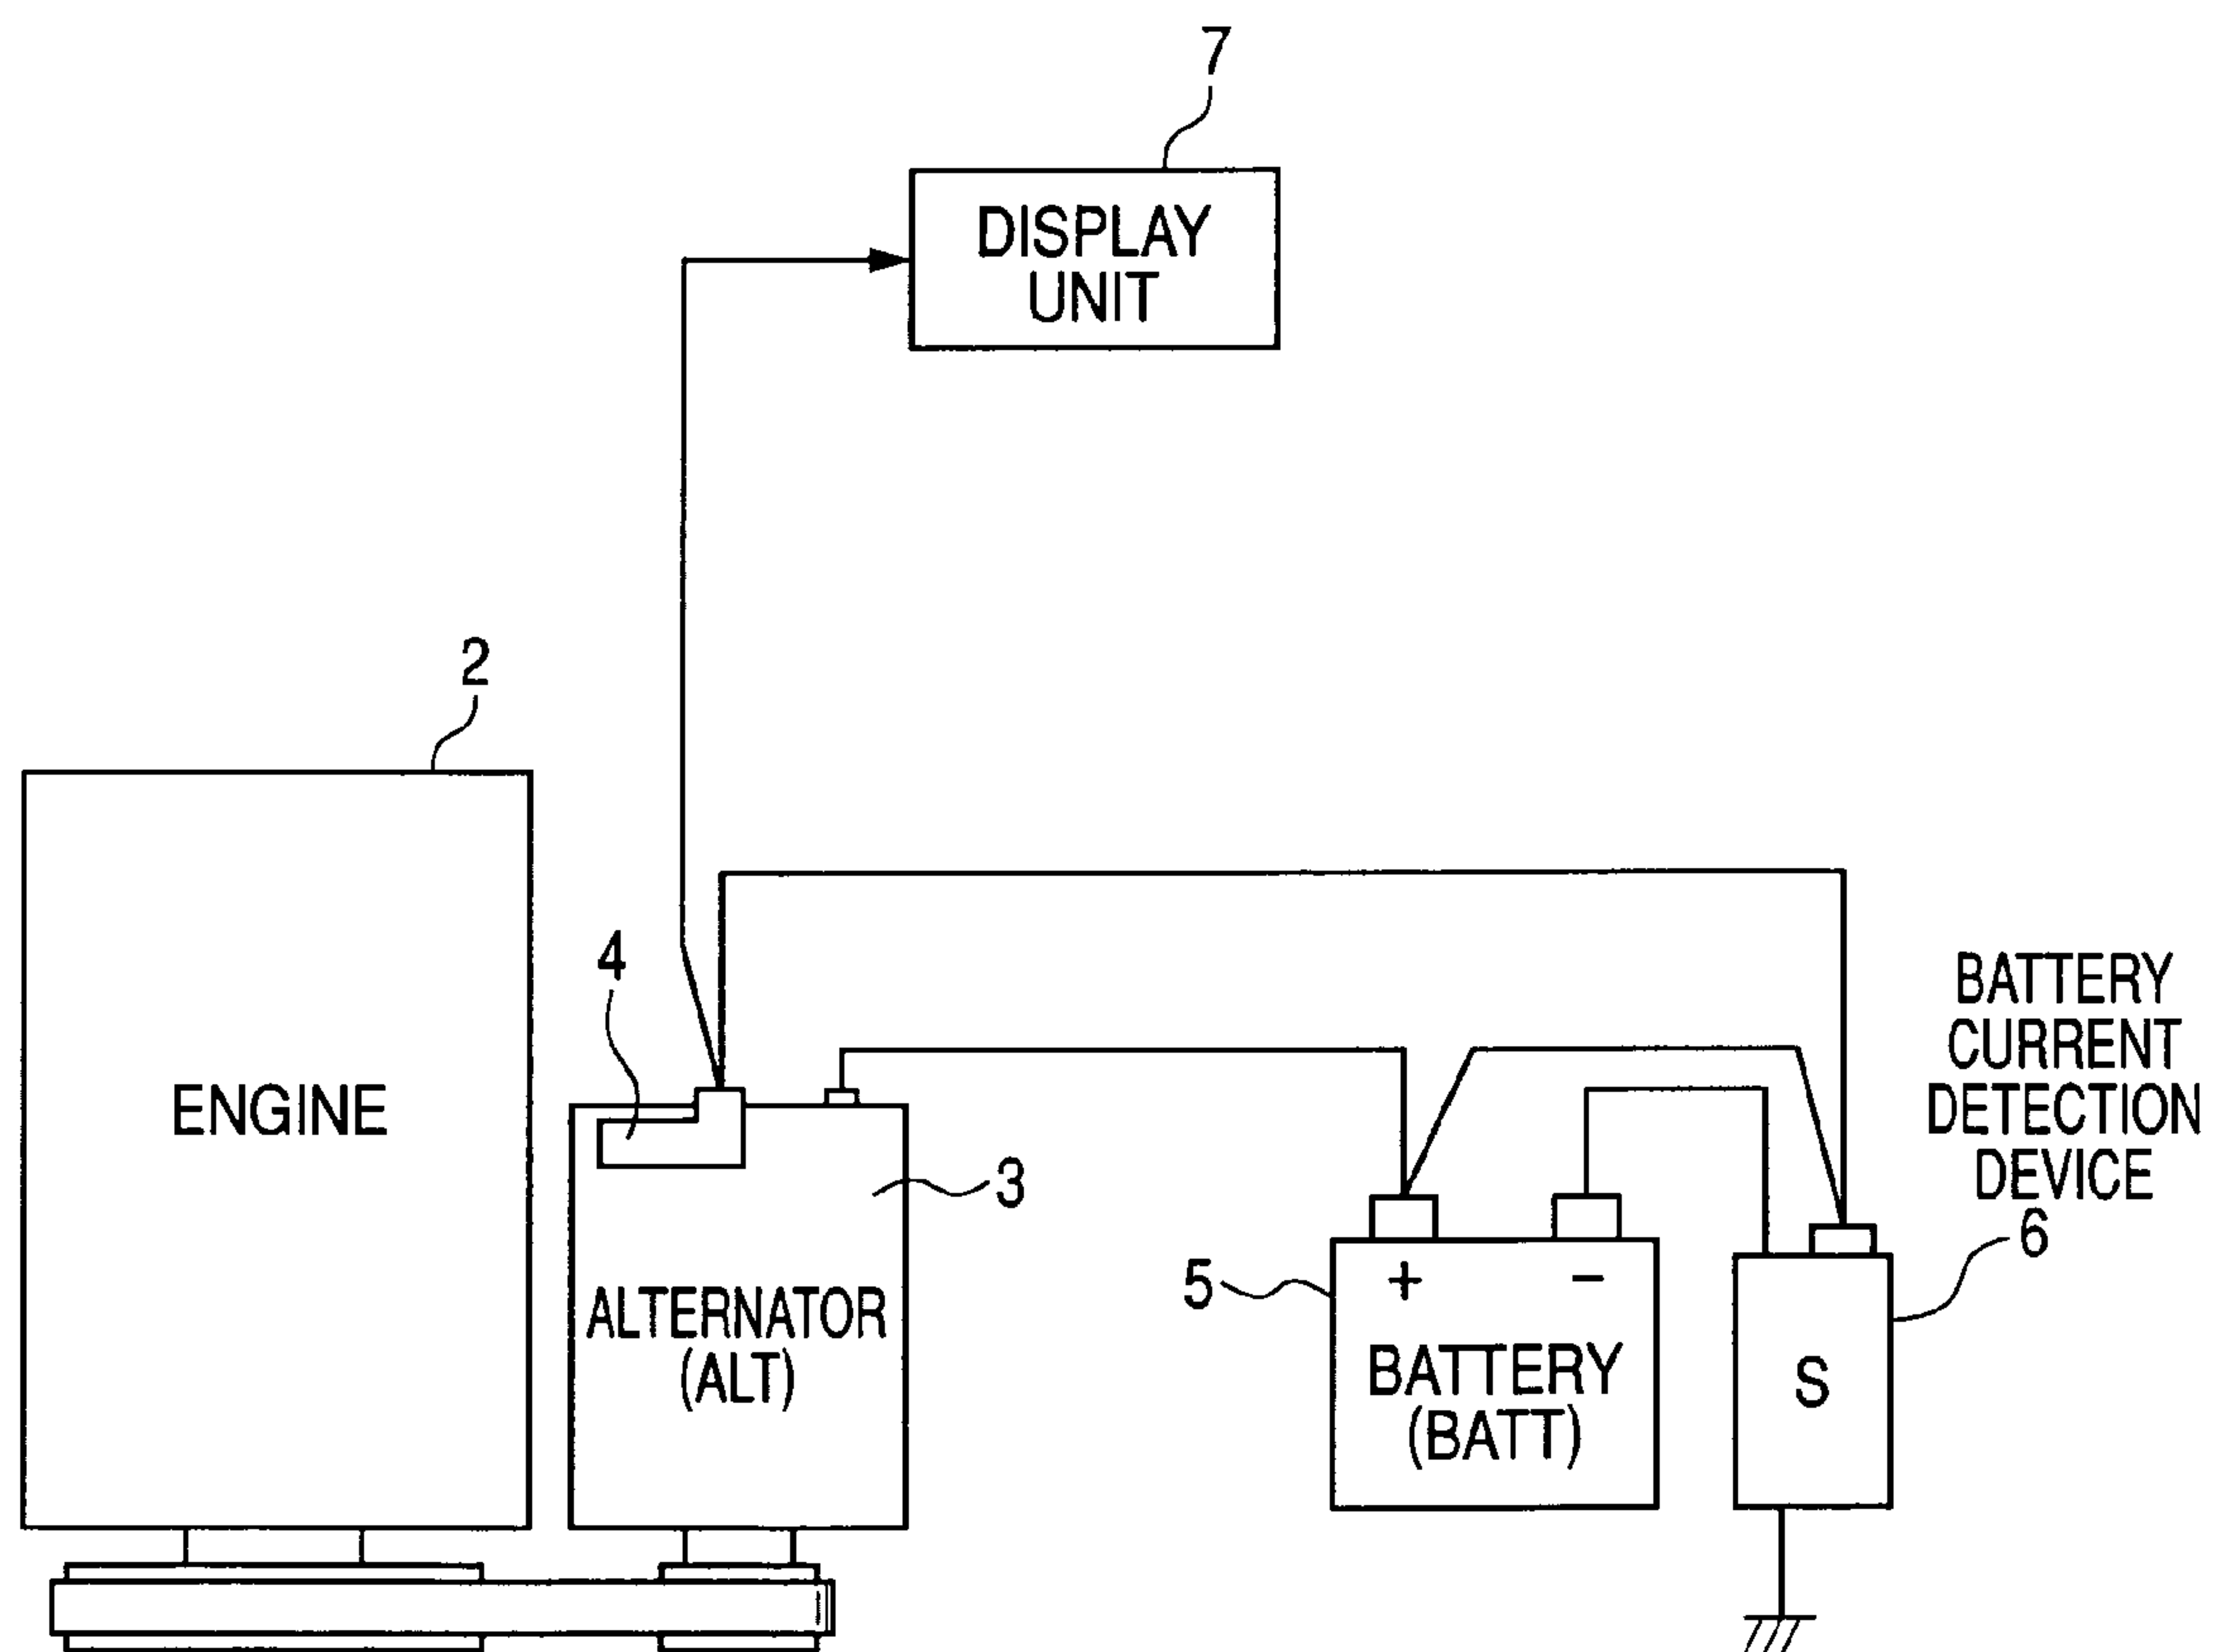 7
DISPLAY
UNIT
2
4
BATTERY
CURRENT
DETECTION
DEVICE
ENGINE
3
6
5
+ −
ALTERNATOR
(ALT)
BATTERY
(BATT)
S